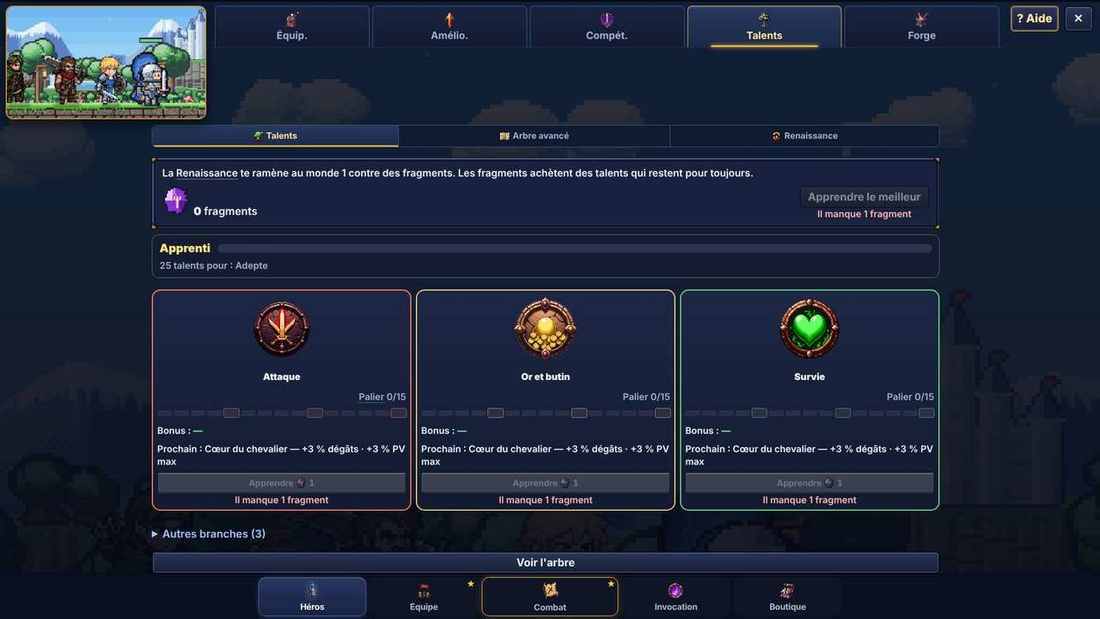 Équip.
Amélio.
Compét.
Talents
Forge
? Aide
×
Talents
Arbre avancé
Renaissance
La Renaissance te ramène au monde 1 contre des fragments. Les fragments achètent des talents qui restent pour toujours.
0 fragments
Apprendre le meilleur
Il manque 1 fragment
Apprenti
25 talents pour : Adepte
Attaque
Palier 0/15
Bonus : —
Prochain : Cœur du chevalier — +3 % dégâts · +3 % PV
max
Apprendre 1
Il manque 1 fragment
Or et butin
Palier 0/15
Bonus : —
Prochain : Cœur du chevalier — +3 % dégâts · +3 % PV
max
Apprendre 1
Il manque 1 fragment
Survie
Palier 0/15
Bonus : —
Prochain : Cœur du chevalier — +3 % dégâts · +3 % PV
max
Apprendre 1
Il manque 1 fragment
Autres branches (3)
Voir l'arbre
Héros
Équipe
Combat
Invocation
Boutique